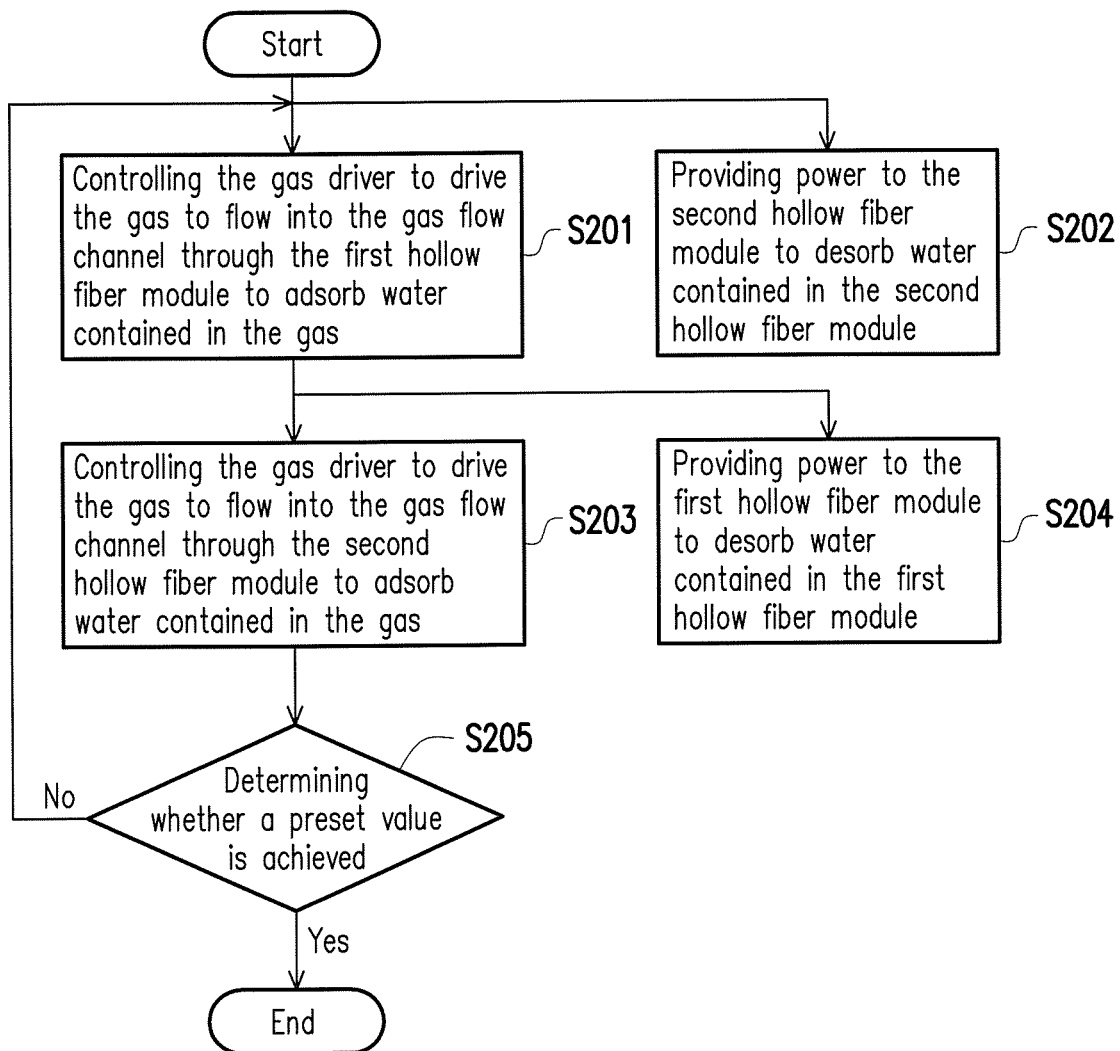 Start
Controlling the gas driver to drive
the gas to flow into the gas flow
channel through the first hollow
fiber module to adsorb water
contained in the gas
S201
Providing power to the
second hollow fiber
module to desorb water
contained in the second
hollow fiber module
S202
Controlling the gas driver to drive
the gas to flow into the gas flow
channel through the second
hollow fiber module to adsorb
water contained in the gas
S203
Providing power to the
first hollow fiber module
to desorb water
contained in the first
hollow fiber module
S204
S205
Determining
whether a preset value
is achieved
No
Yes
End